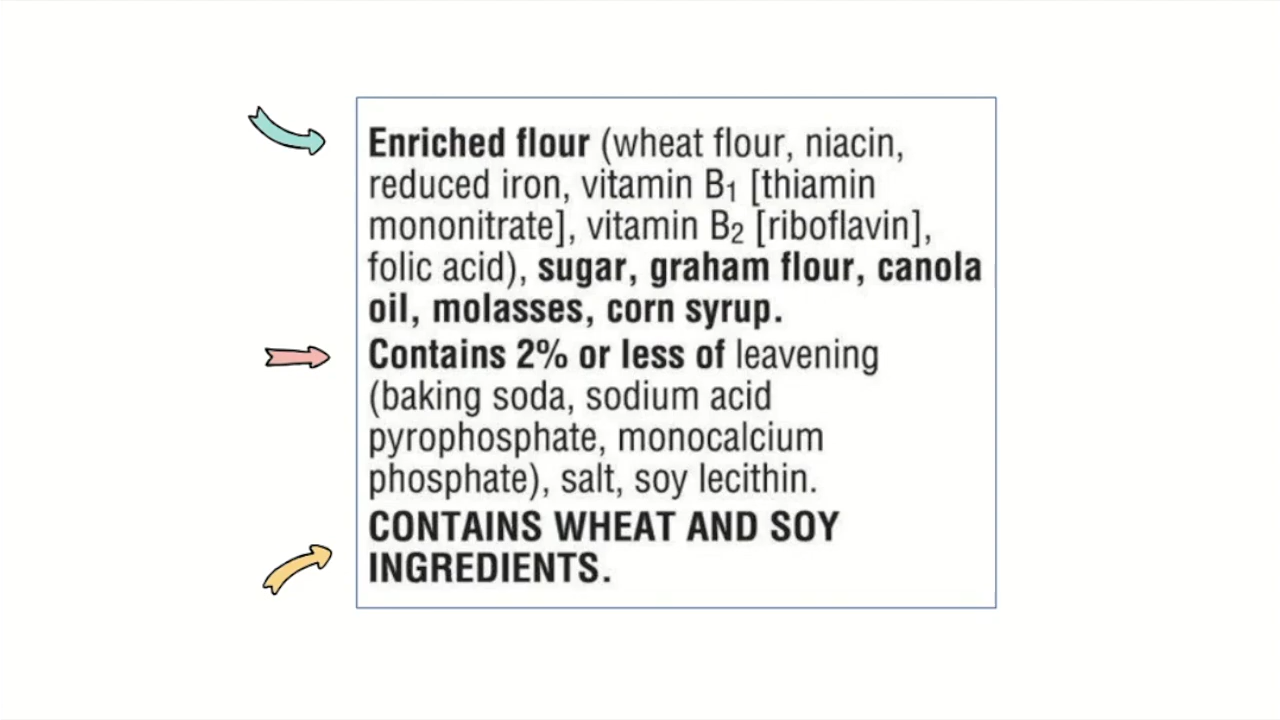 Enriched flour (wheat flour, niacin,
reduced iron, vitamin B₁ [thiamin
mononitrate], vitamin B₂ [riboflavin],
folic acid), sugar, graham flour, canola
oil, molasses, corn syrup.
Contains 2% or less of leavening
(baking soda, sodium acid
pyrophosphate, monocalcium
phosphate), salt, soy lecithin.
CONTAINS WHEAT AND SOY
INGREDIENTS.